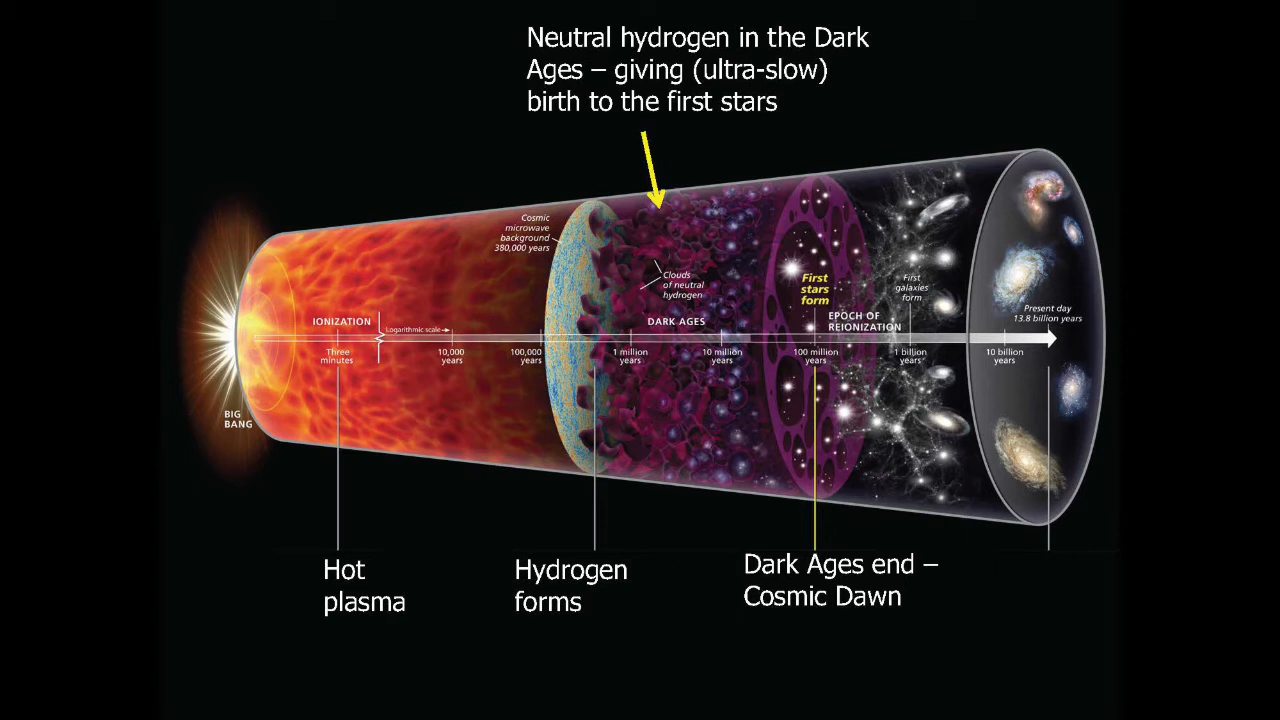 Neutral hydrogen in the Dark
Ages – giving (ultra-slow)
birth to the first stars
Cosmic
microwave
background
380,000 years
Clouds
of neutral
hydrogen
First
stars
form
First
galaxies
form
Present day
13.8 billion years
IONIZATION
Logarithmic scale
DARK AGES
EPOCH OF
REIONIZATION
Three
minutes
10,000
years
100,000
years
1 million
years
10 million
years
100 million
years
1 billion
years
10 billion
years
BIG
BANG
Hot
plasma
Hydrogen
forms
Dark Ages end –
Cosmic Dawn